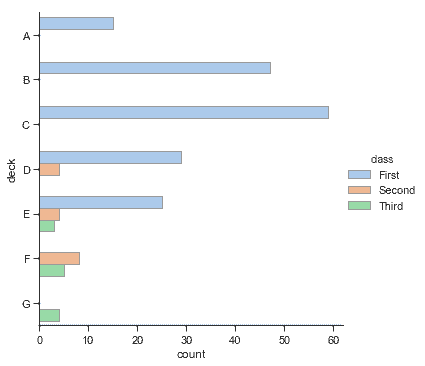 A
B
C
D
E
F
G
deck
0 10 20 30 40 50 60
count
class
First
Second
Third